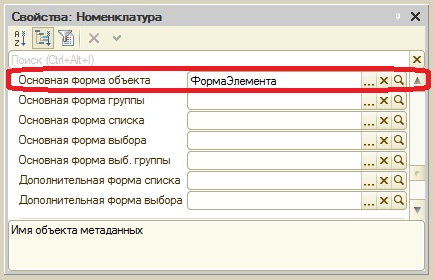 Свойства: Номенклатура
Поиск (Ctrl+Alt+I)
Основная форма объекта ФормаЭлемента ...
Основная форма группы ...
Основная форма списка ...
Основная форма выбора ...
Основная форма выб. группы ...
Дополнительная форма списка ...
Дополнительная форма выбора ...
Имя объекта метаданных